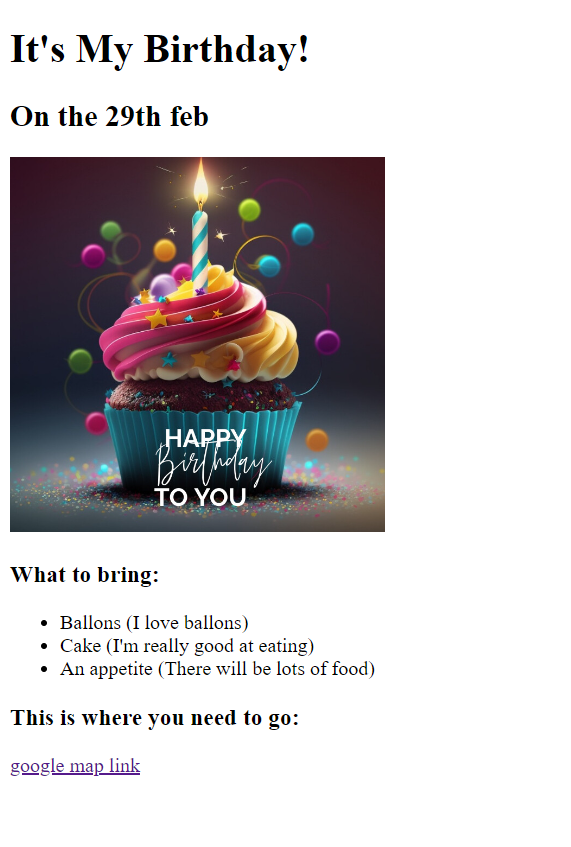 It's My Birthday!
On the 29th feb
HAPPY
Birthday
TO YOU
What to bring:
• Ballons (I love ballons)
• Cake (I'm really good at eating)
• An appetite (There will be lots of food)
This is where you need to go:
google map link